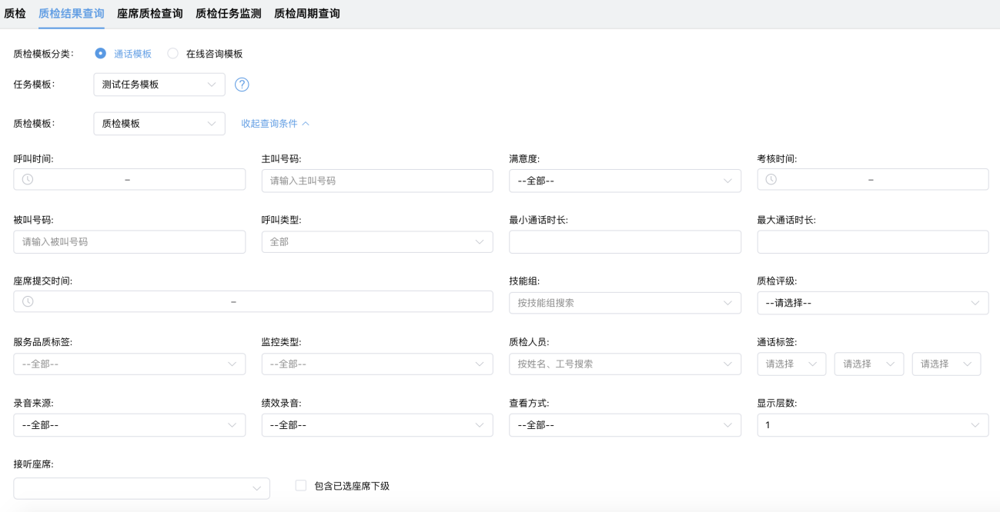 质检 质检结果查询 座席质检查询 质检任务监测 质检周期查询
质检模板分类: 通话模板 在线咨询模板
任务模板: 测试任务模板 ?
质检模板: 质检模板 收起查询条件
呼叫时间: 主叫号码: 满意度: 考核时间:
– 请输入主叫号码 --全部-- –
被叫号码: 呼叫类型: 最小通话时长: 最大通话时长:
请输入被叫号码 全部
座席提交时间: 技能组: 质检评级:
– 按技能组搜索 --请选择--
服务品质标签: 监控类型: 质检人员: 通话标签:
--全部-- --全部-- 按姓名、工号搜索 请选择 请选择 请选择
录音来源: 绩效录音: 查看方式: 显示层数:
--全部-- --全部-- --全部-- 1
接听座席:
包含已选座席下级